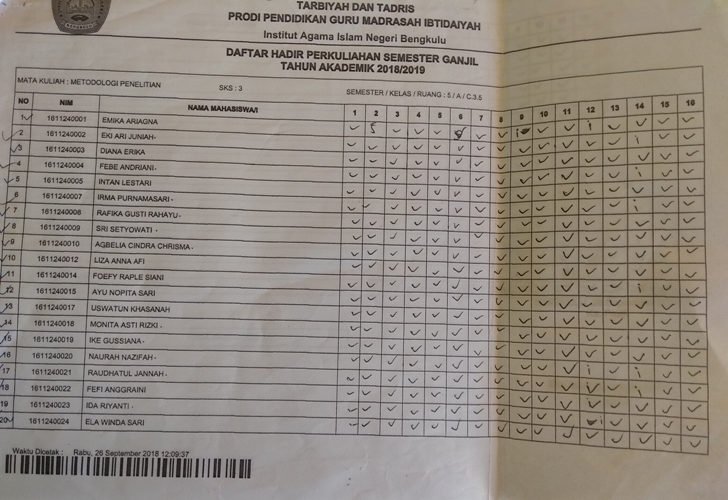 TARBIYAH DAN TADRIS
PRODI PENDIDIKAN GURU MADRASAH IBTIDAIYAH
Institut Agama Islam Negeri Bengkulu
DAFTAR HADIR PERKULIAHAN SEMESTER GANJIL
TAHUN AKADEMIK 2018/2019
MATA KULIAH : METODOLOGI PENELITIAN SKS : 3 SEMESTER / KELAS / RUANG : 5 / A / C.3.5
NO NIM NAMA MAHASISWA/I 1 2 3 4 5 6 7 8 9 10 11 12 13 14 15 16
1 1611240001 EMIKA ARIAGNA
2 1611240002 EKI ARI JUNIAH
3 1611240003 DIANA ERIKA
4 1611240004 FEBE ANDRIANI
5 1611240005 INTAN LESTARI
6 1611240007 IRMA PURNAMASARI
7 1611240008 RAFIKA GUSTI RAHAYU
8 1611240009 SRI SETYOWATI
9 1611240010 AGBELIA CINDRA CHRISMA
10 1611240012 LIZA ANNA AFI
11 1611240014 FOEFY RAPLE SIANI
12 1611240015 AYU NOPITA SARI
13 1611240017 USWATUN KHASANAH
14 1611240018 MONITA ASTI RIZKI
15 1611240019 IKE GUSSIANA
16 1611240020 NAURAH NAZIFAH
17 1611240021 RAUDHATUL JANNAH
18 1611240022 FEFI ANGGRAINI
19 1611240023 IDA RIYANTI
20 1611240024 ELA WINDA SARI
Waktu Dicetak : Rabu, 26 September 2018 12:09:37